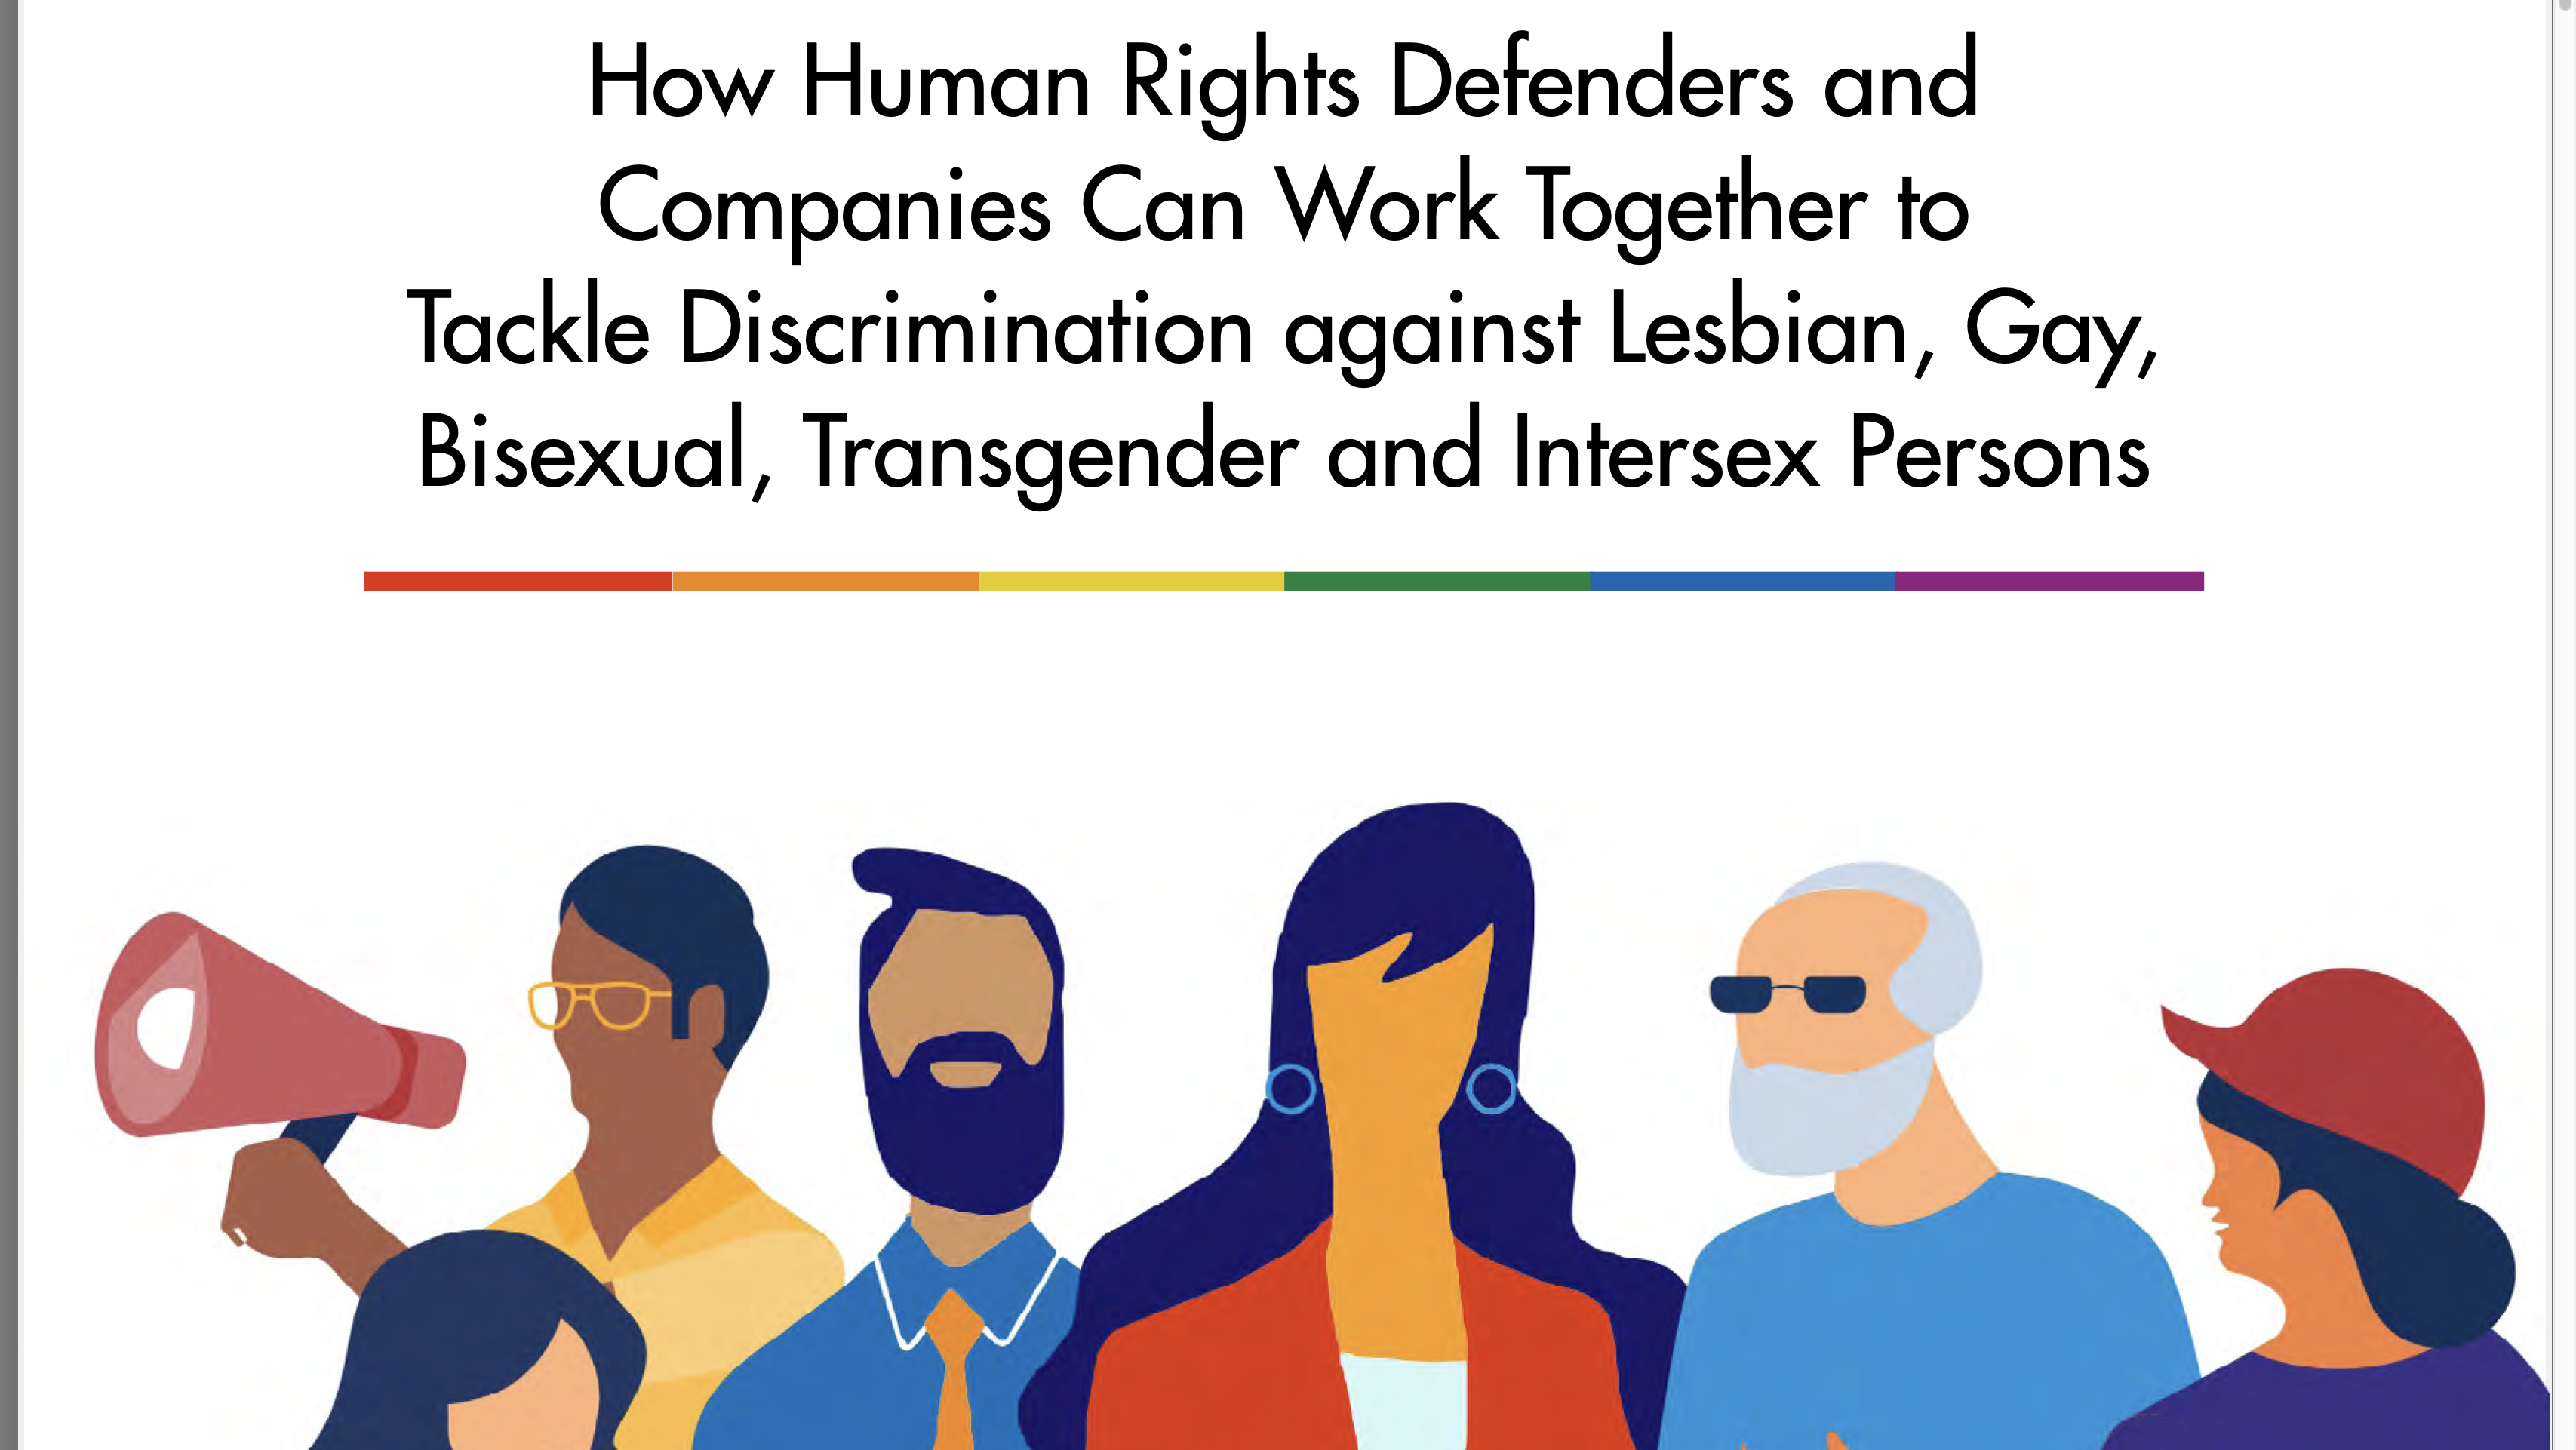 How Human Rights Defenders and
Companies Can Work Together to
Tackle Discrimination against Lesbian, Gay,
Bisexual, Transgender and Intersex Persons